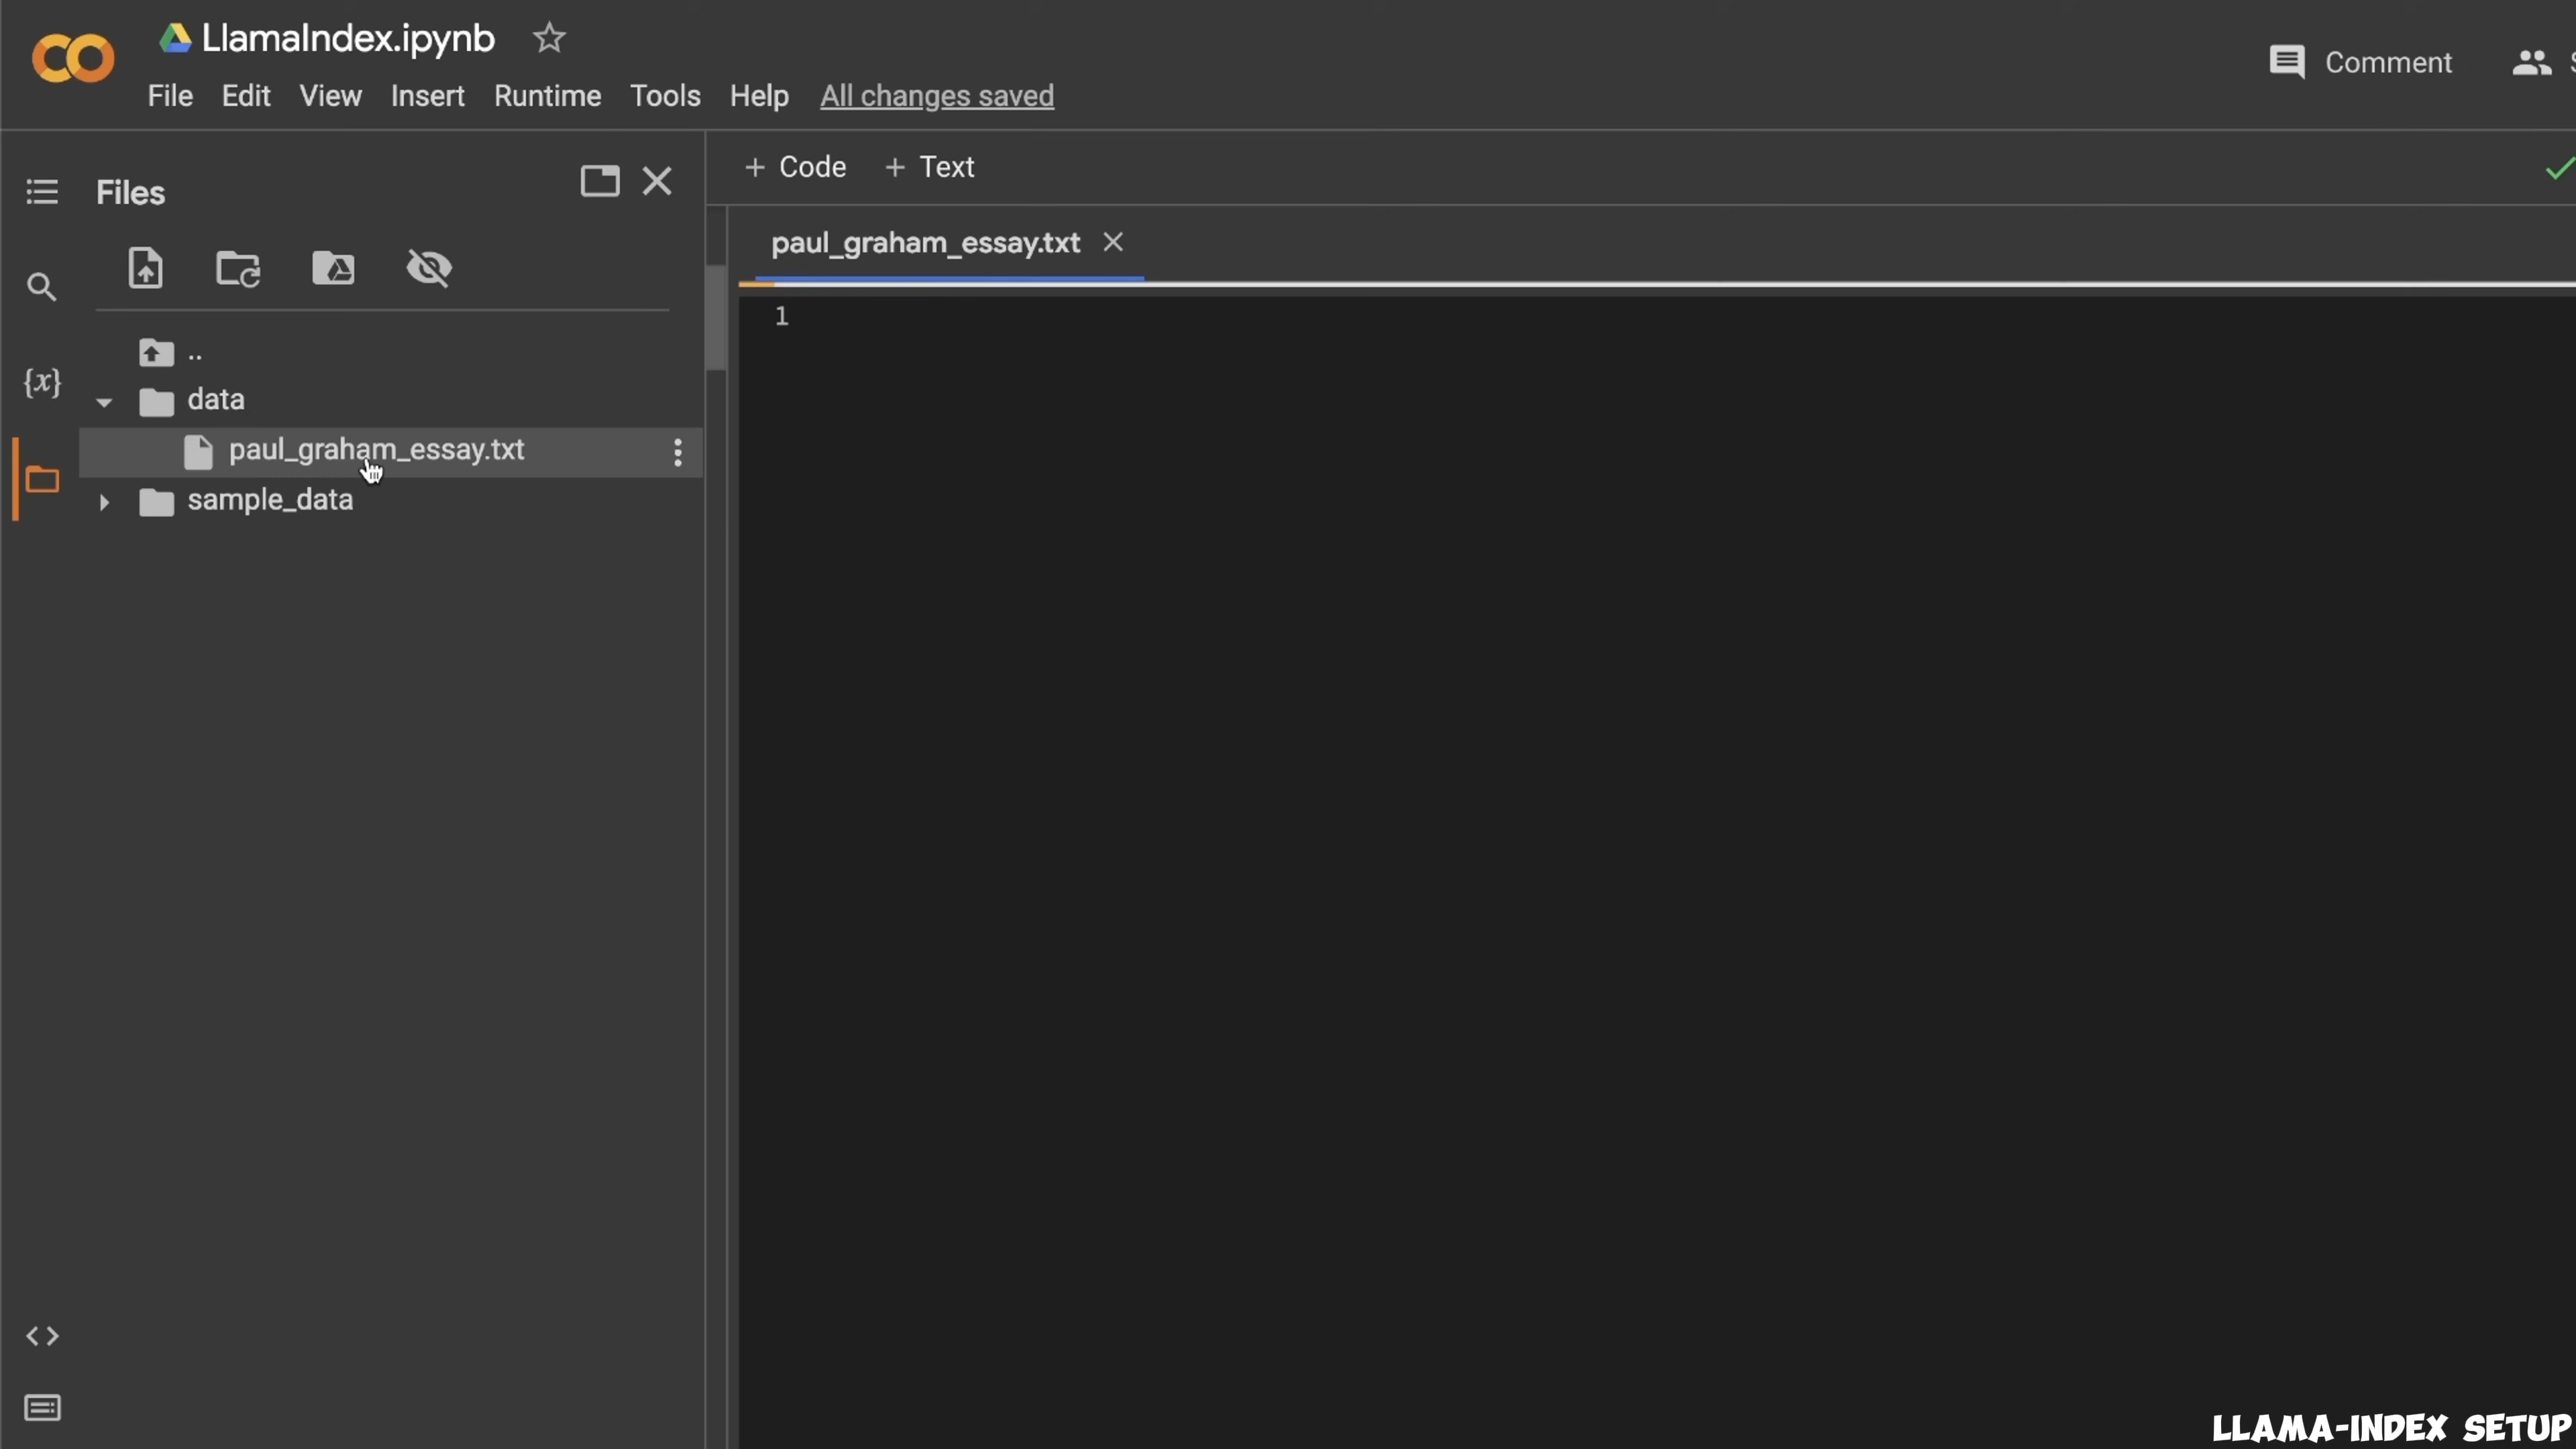 LlamaIndex.ipynb
File Edit View Insert Runtime Tools Help All changes saved
Comment
Files
+ Code + Text
paul_graham_essay.txt
1
..
{x}
data
paul_graham_essay.txt
sample_data
LLAMA-INDEX SETUP